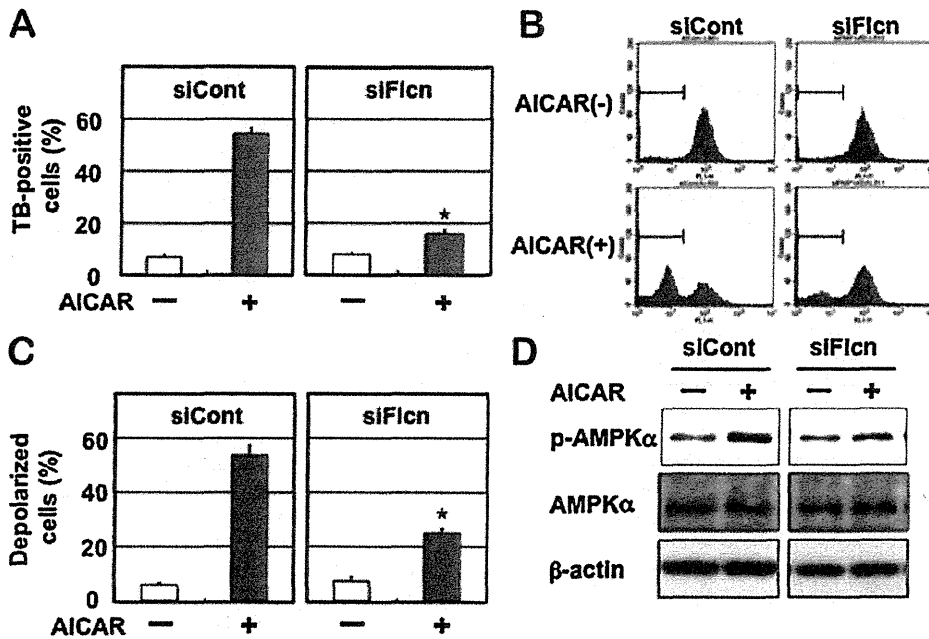 A
siCont
siFlcn
TB-positive
cells (%)
60
40
20
0
AICAR
−
+
−
+
B
siCont
siFlcn
AICAR(-)
AICAR(+)
C
siCont
siFlcn
Depolarized
cells (%)
60
40
20
0
AICAR
−
+
−
+
*
*
D
siCont
siFlcn
AICAR
−
+
−
+
p-AMPKα
AMPKα
β-actin